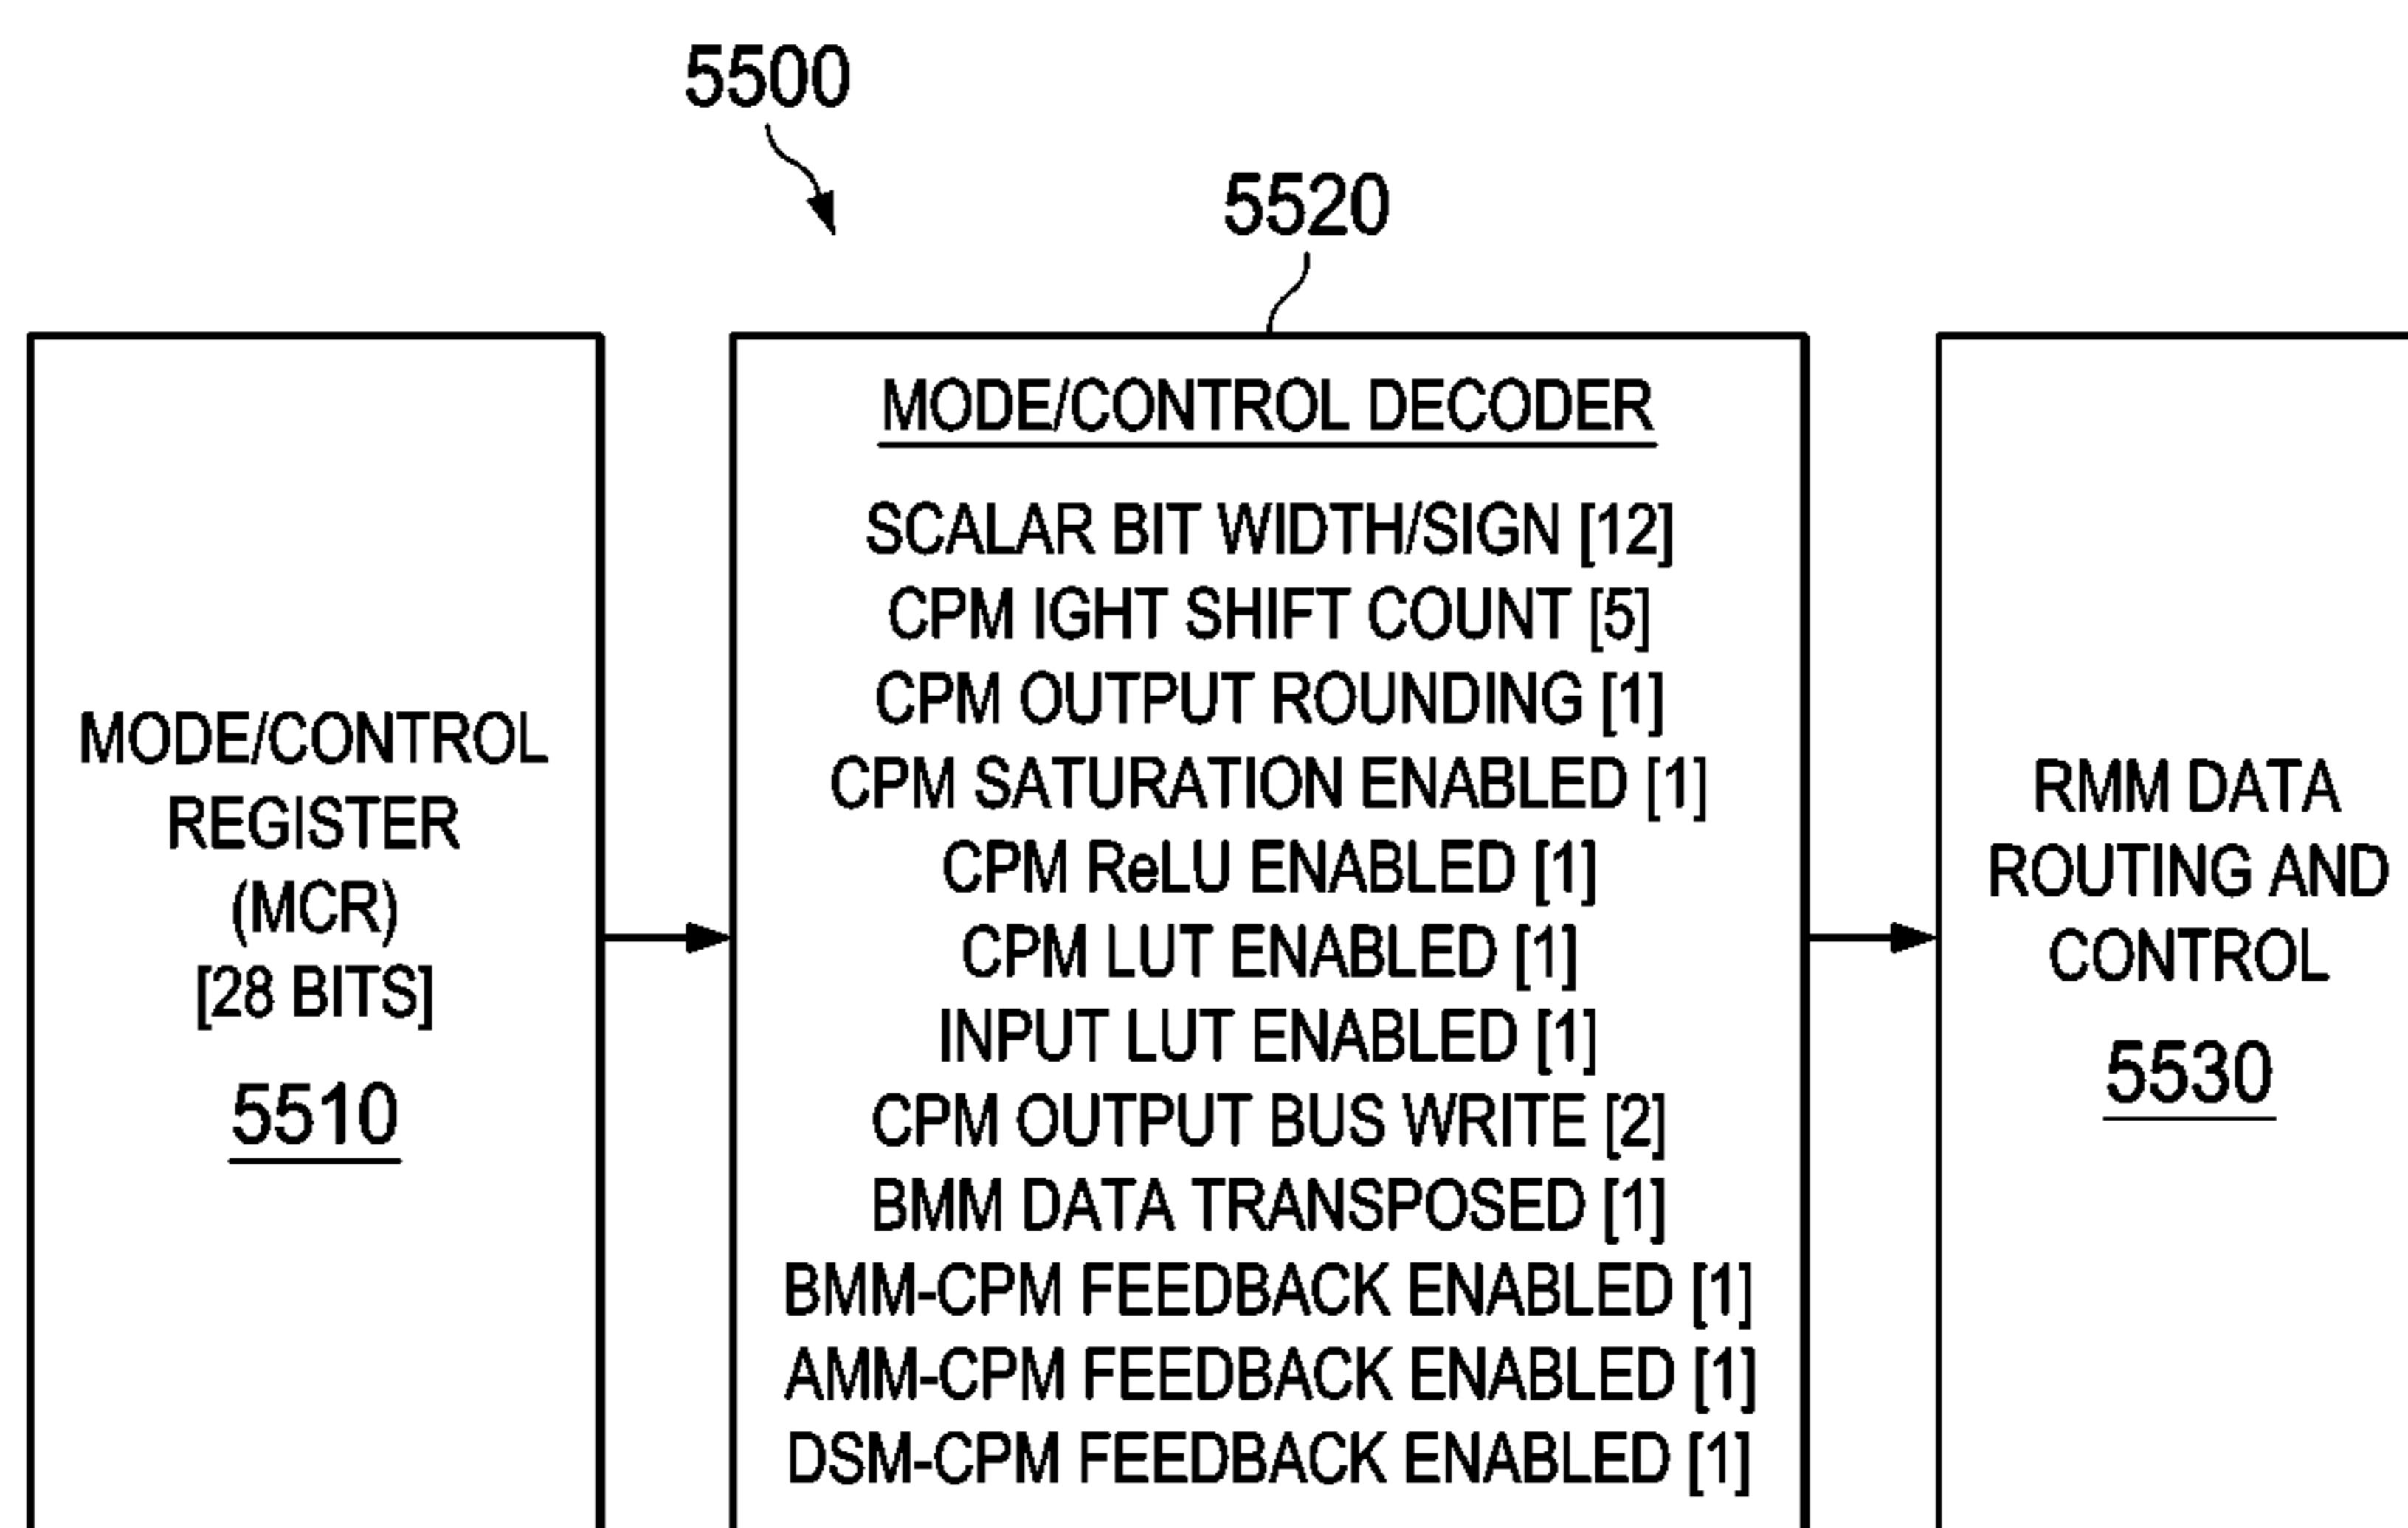 5500
5520
MODE/CONTROL
REGISTER
(MCR)
[28 BITS]
5510
MODE/CONTROL DECODER
SCALAR BIT WIDTH/SIGN [12]
CPM IGHT SHIFT COUNT [5]
CPM OUTPUT ROUNDING [1]
CPM SATURATION ENABLED [1]
CPM ReLU ENABLED [1]
CPM LUT ENABLED [1]
INPUT LUT ENABLED [1]
CPM OUTPUT BUS WRITE [2]
BMM DATA TRANSPOSED [1]
BMM-CPM FEEDBACK ENABLED [1]
AMM-CPM FEEDBACK ENABLED [1]
DSM-CPM FEEDBACK ENABLED [1]
RMM DATA
ROUTING AND
CONTROL
5530